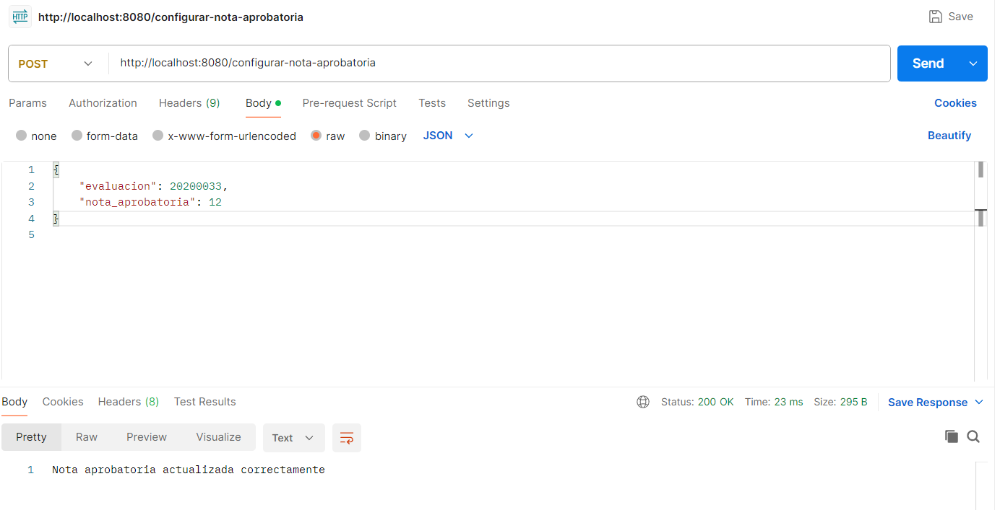 HTTP http://localhost:8080/configurar-nota-aprobatoria Save
POST http://localhost:8080/configurar-nota-aprobatoria Send
Params Authorization Headers (9) Body Pre-request Script Tests Settings Cookies
none form-data x-www-form-urlencoded raw binary JSON Beautify
1 {
2 "evaluacion": 20200033,
3 "nota_aprobatoria": 12
4 }
5
Body Cookies Headers (8) Test Results Status: 200 OK Time: 23 ms Size: 295 B Save Response
Pretty Raw Preview Visualize Text
1 Nota aprobatoria actualizada correctamente